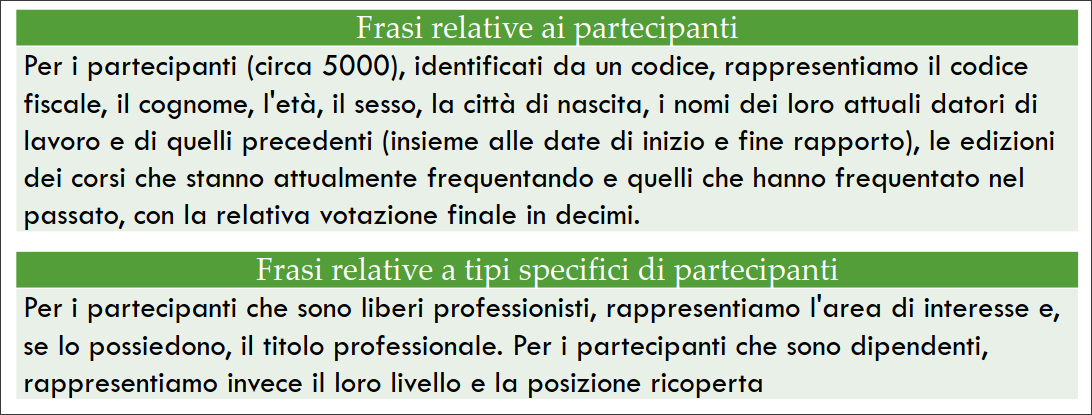 Frasi relative ai partecipanti
Per i partecipanti (circa 5000), identificati da un codice, rappresentiamo il codice
fiscale, il cognome, l'età, il sesso, la città di nascita, i nomi dei loro attuali datori di
lavoro e di quelli precedenti (insieme alle date di inizio e fine rapporto), le edizioni
dei corsi che stanno attualmente frequentando e quelli che hanno frequentato nel
passato, con la relativa votazione finale in decimi.
Frasi relative a tipi specifici di partecipanti
Per i partecipanti che sono liberi professionisti, rappresentiamo l'area di interesse e,
se lo possiedono, il titolo professionale. Per i partecipanti che sono dipendenti,
rappresentiamo invece il loro livello e la posizione ricoperta